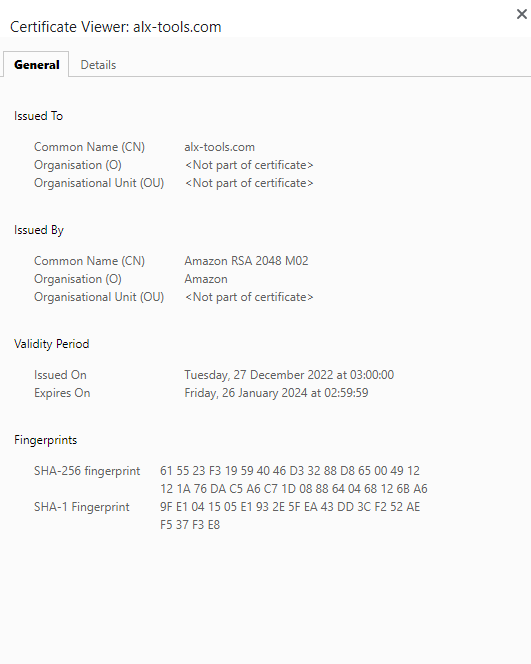 Certificate Viewer: alx-tools.com
General Details
Issued To
Common Name (CN) alx-tools.com
Organisation (O) <Not part of certificate>
Organisational Unit (OU) <Not part of certificate>
Issued By
Common Name (CN) Amazon RSA 2048 M02
Organisation (O) Amazon
Organisational Unit (OU) <Not part of certificate>
Validity Period
Issued On Tuesday, 27 December 2022 at 03:00:00
Expires On Friday, 26 January 2024 at 02:59:59
Fingerprints
SHA-256 fingerprint 61 55 23 F3 19 59 40 46 D3 32 88 D8 65 00 49 12
12 1A 76 DA C5 A6 C7 1D 08 88 64 04 68 12 6B A6
SHA-1 Fingerprint 9F E1 04 15 05 E1 93 2E 5F EA 43 DD 3C F2 52 AE
F5 37 F3 E8